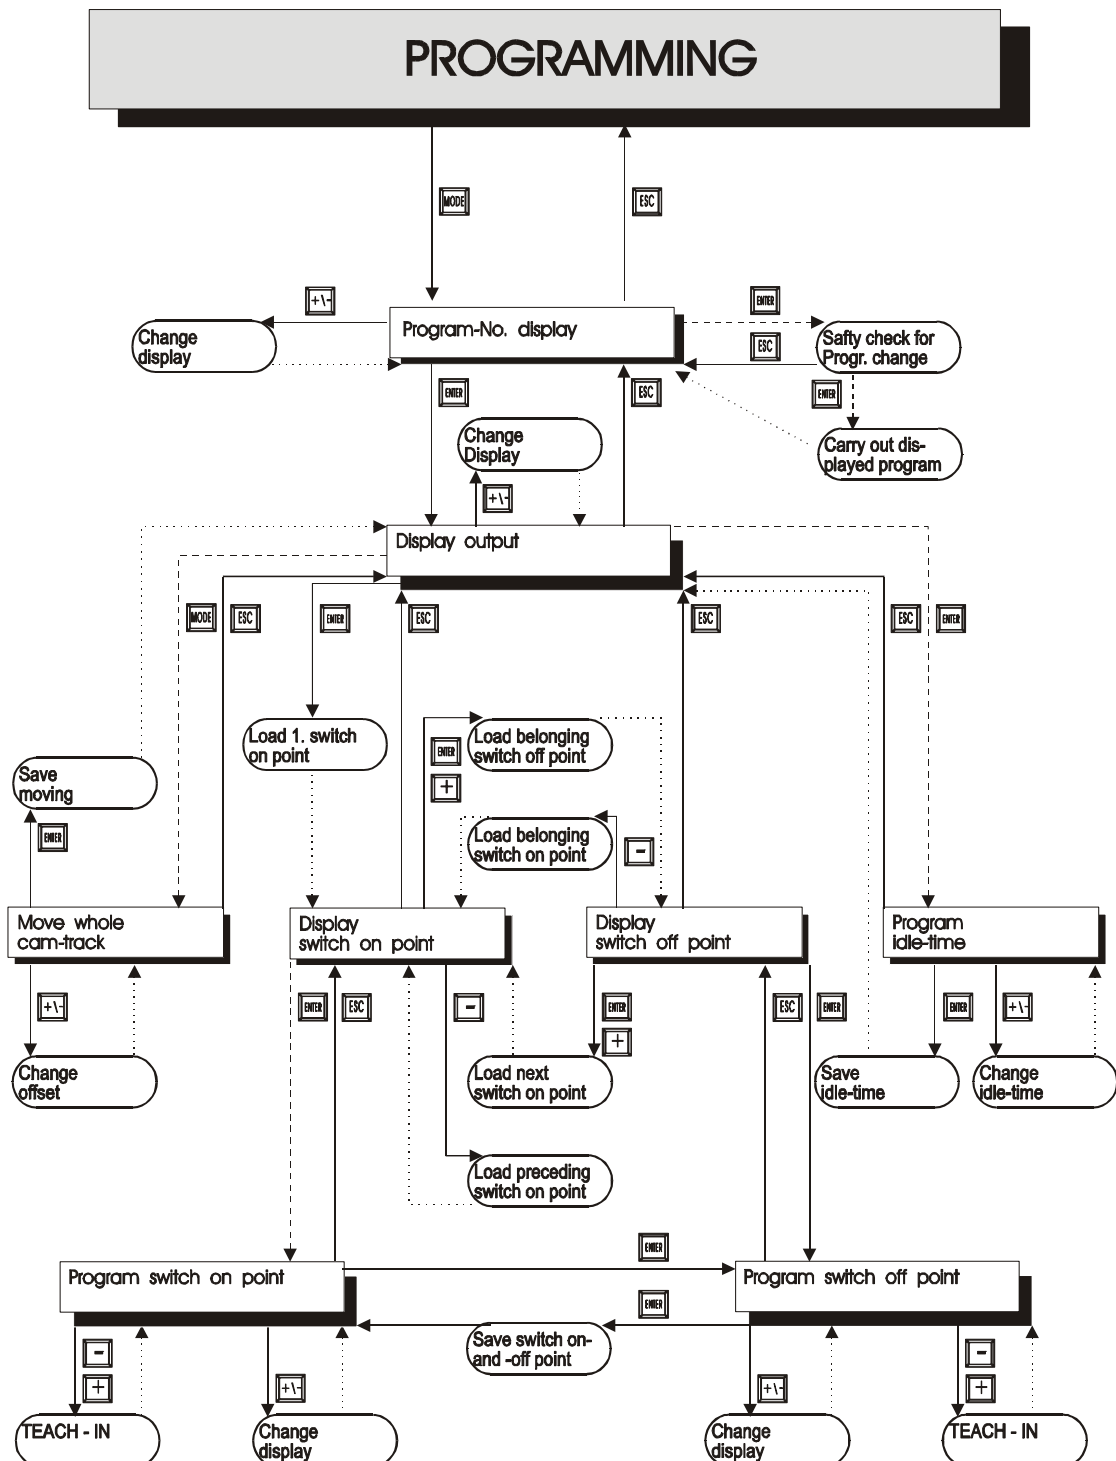 PROGRAMMING
MODE
ESC
+\-
Program-No. display
ENTER
Change
display
ESC
Safty check for
Progr. change
ENTER
ESC
ENTER
Change
Display
Carry out dis-
played program
+\-
Display output
MODE
ESC
ENTER
ESC
ESC
ESC
ENTER
Load 1. switch
on point
ENTER
+
Load belonging
switch off point
Save
moving
ENTER
Load belonging
switch on point
-
Move whole
cam-track
Display
switch on point
Display
switch off point
Program
idle-time
+\-
ENTER
ESC
-
ENTER
+
ESC
ENTER
ENTER
+\-
Change
offset
Load next
switch on point
Save
idle-time
Change
idle-time
Load preceding
switch on point
ENTER
Program switch on point
Program switch off point
ENTER
Save switch on-
and -off point
-
+
+\-
+\-
-
+
TEACH - IN
Change
display
Change
display
TEACH - IN